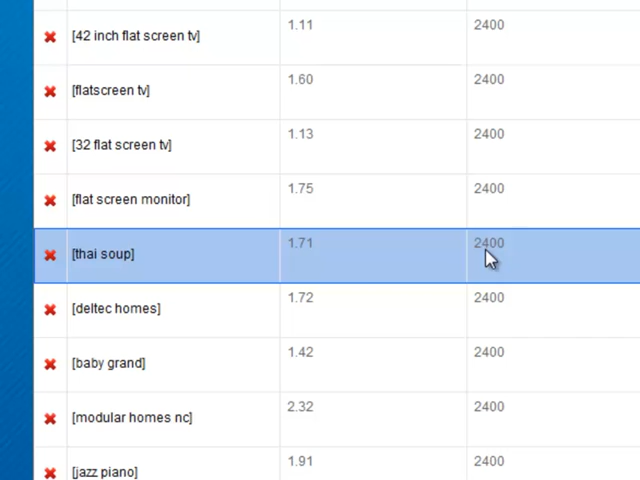 [42 inch flat screen tv] 1.11 2400
[flatscreen tv] 1.60 2400
[32 flat screen tv] 1.13 2400
[flat screen monitor] 1.75 2400
[thai soup] 1.71 2400
[deltec homes] 1.72 2400
[baby grand] 1.42 2400
[modular homes nc] 2.32 2400
[jazz piano] 1.91 2400